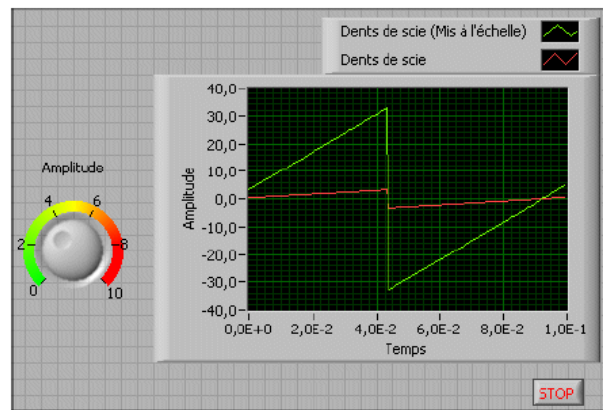 Dents de scie (Mis à l'échelle)
Dents de scie
Amplitude
0
2
4
6
8
10
Amplitude
40,0
30,0
20,0
10,0
0,0
-10,0
-20,0
-30,0
-40,0
0,0E+0 2,0E-2 4,0E-2 6,0E-2 8,0E-2 1,0E-1
Temps
STOP